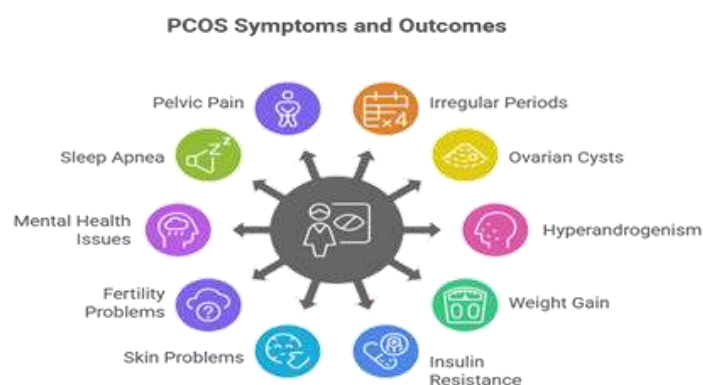 PCOS Symptoms and Outcomes
Pelvic Pain
Irregular Periods
x4
Sleep Apnea
z z z
Ovarian Cysts
Mental Health
Issues
Hyperandrogenism
Fertility
Problems
?
Weight Gain
Skin Problems
Insulin
Resistance